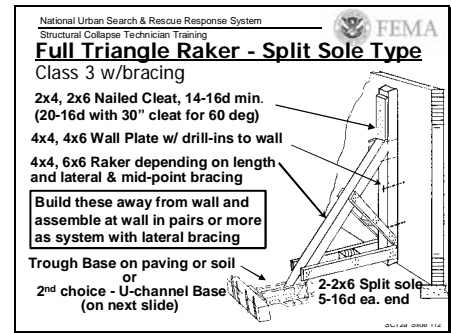 National Urban Search & Rescue Response System
Structural Collapse Technician Training
FEMA
Full Triangle Raker - Split Sole Type
Class 3 w/bracing
2x4, 2x6 Nailed Cleat, 14-16d min.
(20-16d with 30” cleat for 60 deg)
4x4, 4x6 Wall Plate w/ drill-ins to wall
4x4, 6x6 Raker depending on length
and lateral & mid-point bracing
Build these away from wall and
assemble at wall in pairs or more
as system with lateral bracing
Trough Base on paving or soil
or
2nd choice - U-channel Base
(on next slide)
2-2x6 Split sole
5-16d ea. end
SC12a Slide 112